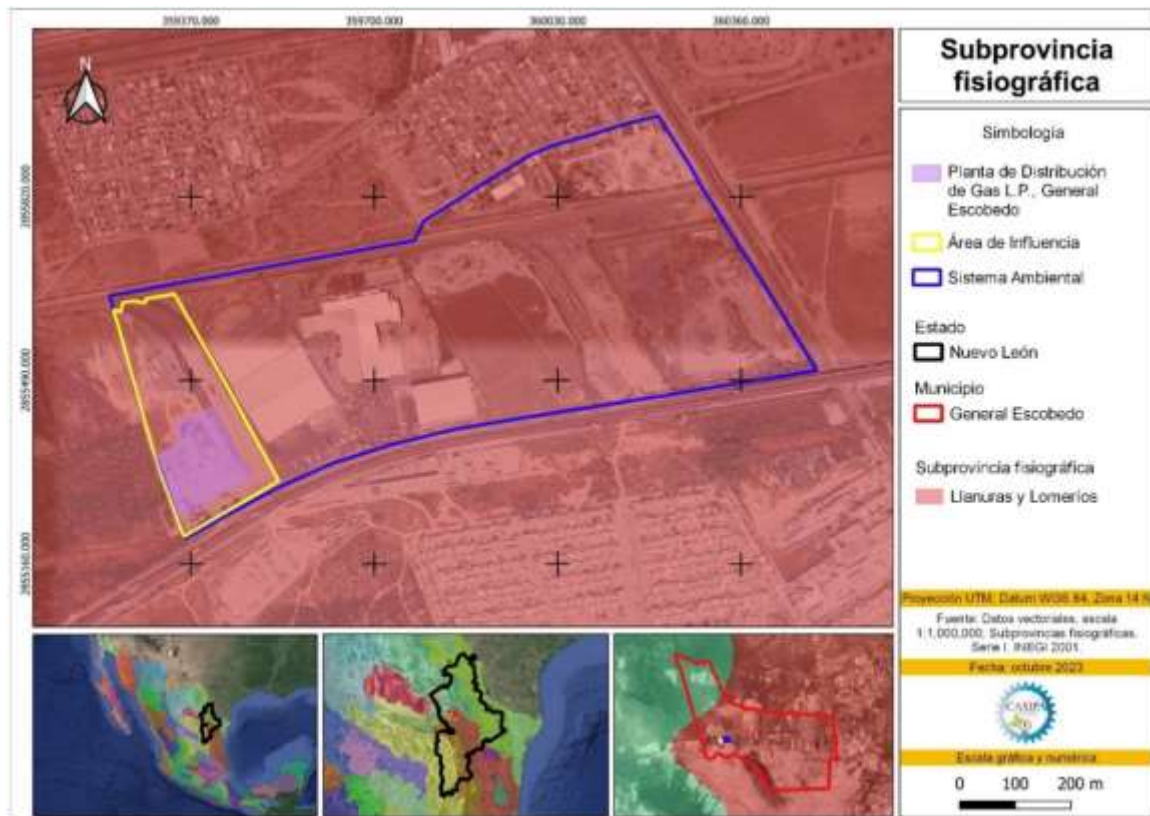 359370.000
359700.000
360030.000
360360.000
Subprovincia
fisiográfica
N
Simbología
Planta de Distribución
de Gas L.P., General
Escobedo
Área de Influencia
Sistema Ambiental
Estado
Nuevo León
Municipio
General Escobedo
Subprovincia fisiográfica
Llanuras y Lomeríos
2855820.000
2855490.000
2855160.000
Proyección UTM, Datum WGS 84, Zona 14 N
Fuente: Datos vectoriales, escala
1:1,000,000, Subprovincias fisiográficas,
Serie I. INEGI 2001.
Fecha: octubre 2023
Escala gráfica y numérica
0 100 200 m